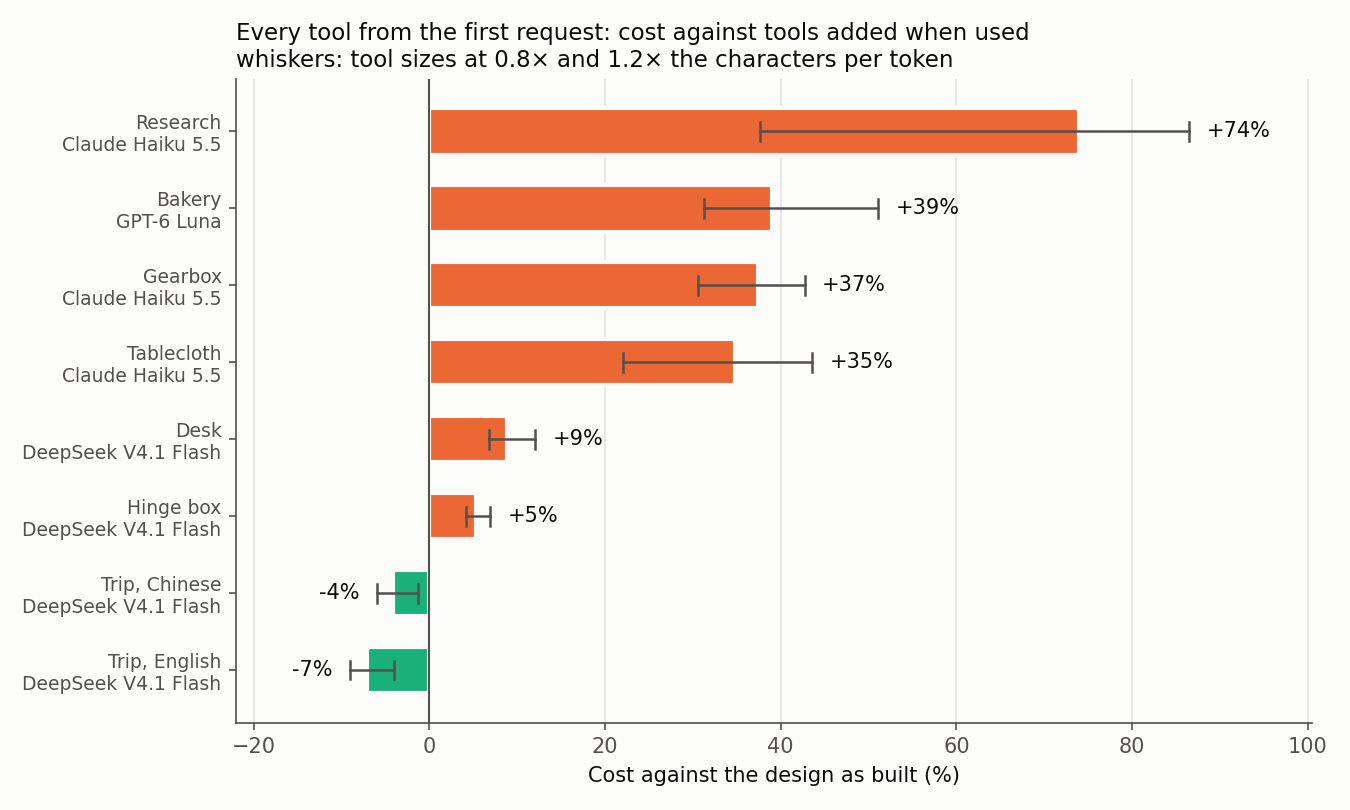 Every tool from the first request: cost against tools added when used
whiskers: tool sizes at 0.8× and 1.2× the characters per token
Research
Claude Haiku 5.5
+74%
Bakery
GPT-6 Luna
+39%
Gearbox
Claude Haiku 5.5
+37%
Tablecloth
Claude Haiku 5.5
+35%
Desk
DeepSeek V4.1 Flash
+9%
Hinge box
DeepSeek V4.1 Flash
+5%
Trip, Chinese
DeepSeek V4.1 Flash
-4%
Trip, English
DeepSeek V4.1 Flash
-7%
−20 0 20 40 60 80 100
Cost against the design as built (%)